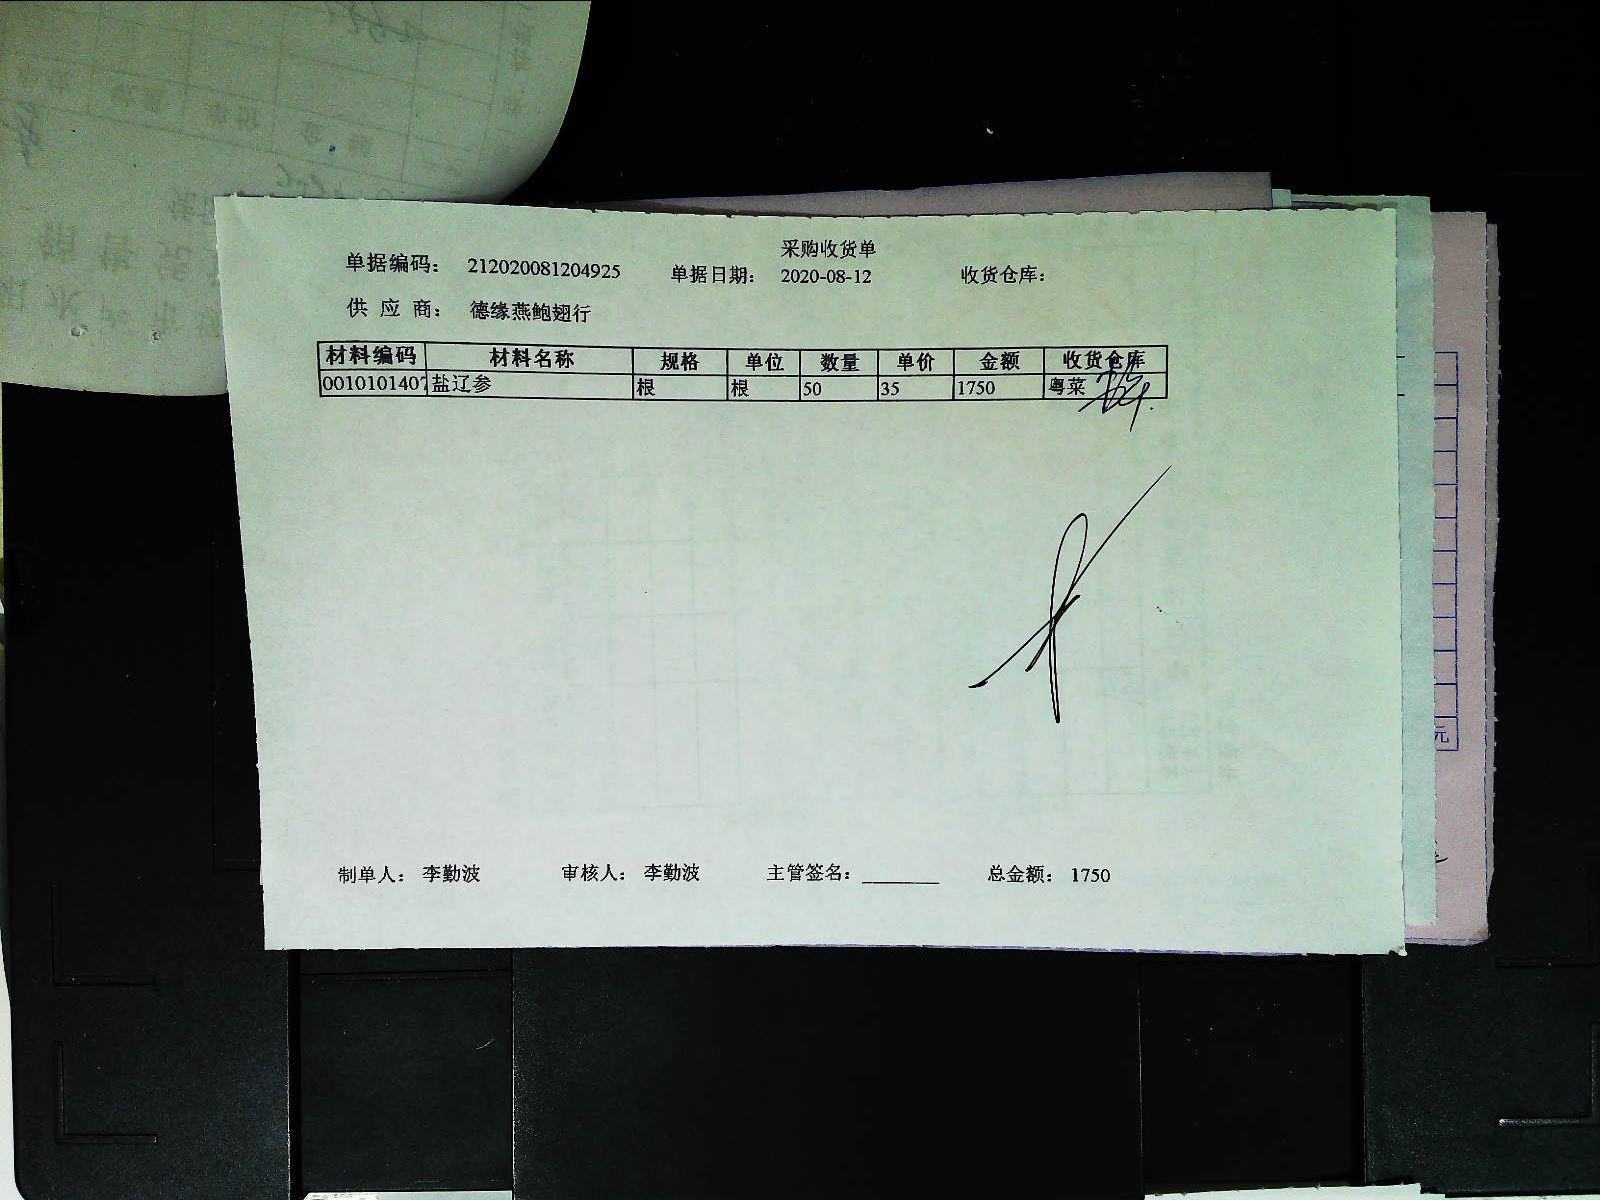 采购收货单
单据编码： 212020081204925 单据日期： 2020-08-12 收货仓库：
供 应 商： 德缘燕鲍翅行
材料编码 材料名称 规格 单位 数量 单价 金额 收货仓库
0010101407 盐辽参 根 根 50 35 1750 粤菜
制单人： 李勤波 审核人： 李勤波 主管签名：________ 总金额： 1750
元